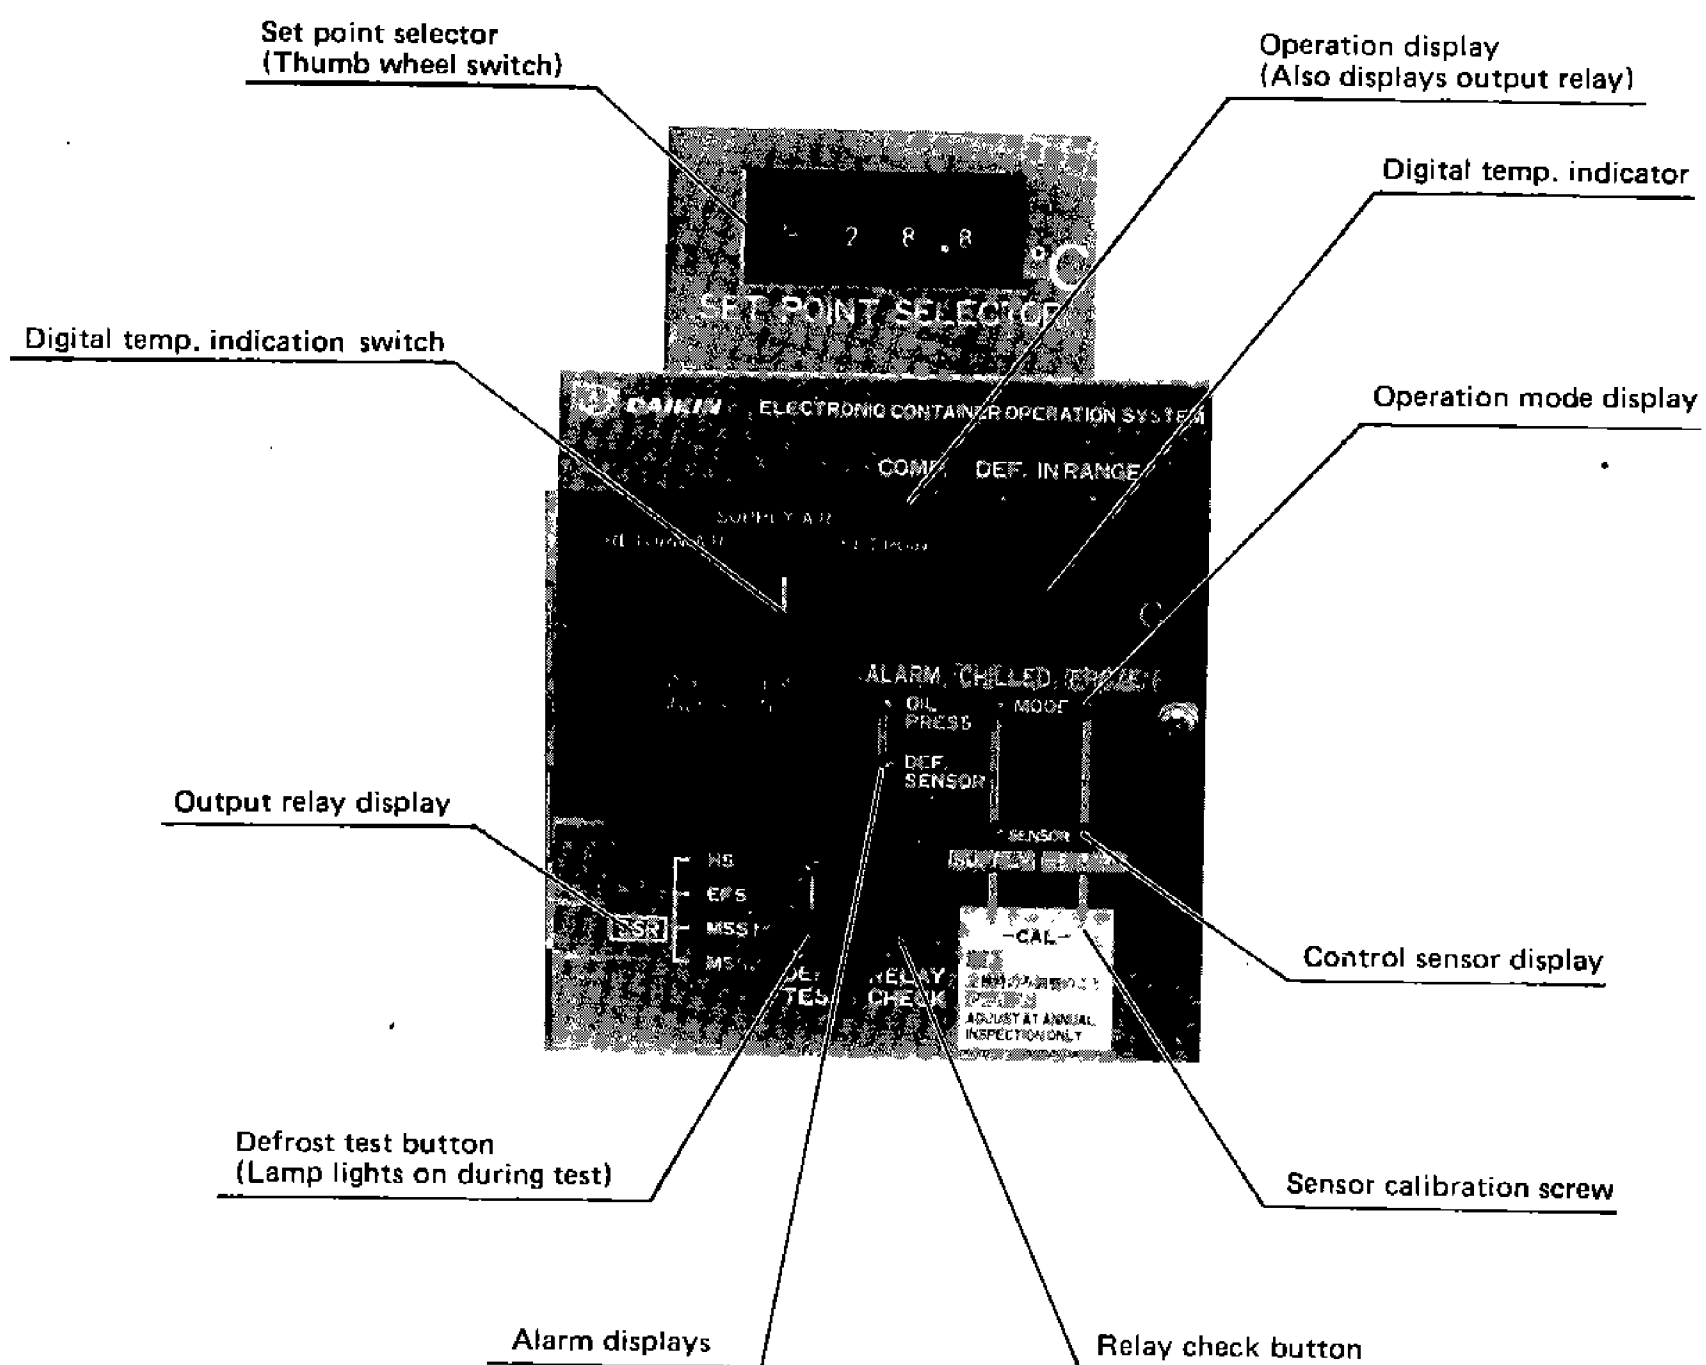 Set point selector
(Thumb wheel switch)
Operation display
(Also displays output relay)
Digital temp. indicator
2 8.8 °C
SET POINT SELECTOR
Digital temp. indication switch
Operation mode display
DAIKIN ELECTRONIC CONTAINER OPERATION SYSTEM
COMP. DEF. IN RANGE
SUPPLY AIR
RETURN AIR
C
ALARM CHILLED FROZEN
OIL
PRESS
MODE
DEF.
SENSOR
Output relay display
SENSOR
HS
EPS
SSR
Control sensor display
-CAL-
DEF.
TEST
RELAY
CHECK
ADJUST AT ANNUAL
INSPECTION ONLY
Defrost test button
(Lamp lights on during test)
Sensor calibration screw
Alarm displays
Relay check button